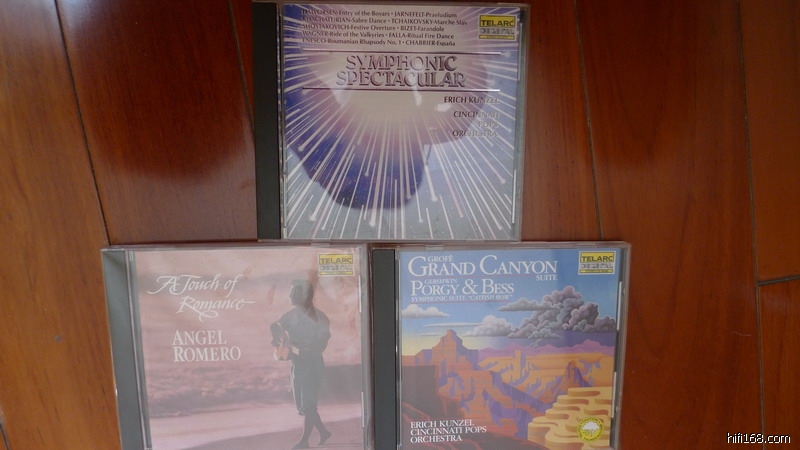 HALVORSEN-Entry of the Boyars • JARNEFELT-Praeludium
KHACHATURIAN-Sabre Dance • TCHAIKOVSKY-Marche Slav
SHOSTAKOVICH-Festive Overture • BIZET-Farandole
WAGNER-Ride of the Valkyries • FALLA-Ritual Fire Dance
ENESCO-Roumanian Rhapsody No. 1 • CHABRIER-España
TELARC
DIGITAL
SYMPHONIC
SPECTACULAR
ERICH KUNZEL
CINCINNATI
POPS
ORCHESTRA
A Touch of
Romance
TELARC
DIGITAL
ANGEL
ROMERO
GROFÉ
GRAND CANYON
SUITE
GERSHWIN
PORGY & BESS
SYMPHONIC SUITE "CATFISH ROW"
TELARC
DIGITAL
ERICH KUNZEL
CINCINNATI POPS
ORCHESTRA
hifi168.com